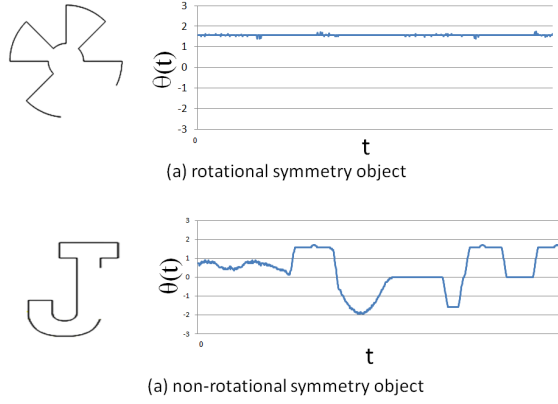 3
2
1
0
-1
-2
-3
θ(t)
0
t
(a) rotational symmetry object
3
2
1
0
-1
-2
-3
θ(t)
0
t
(a) non-rotational symmetry object